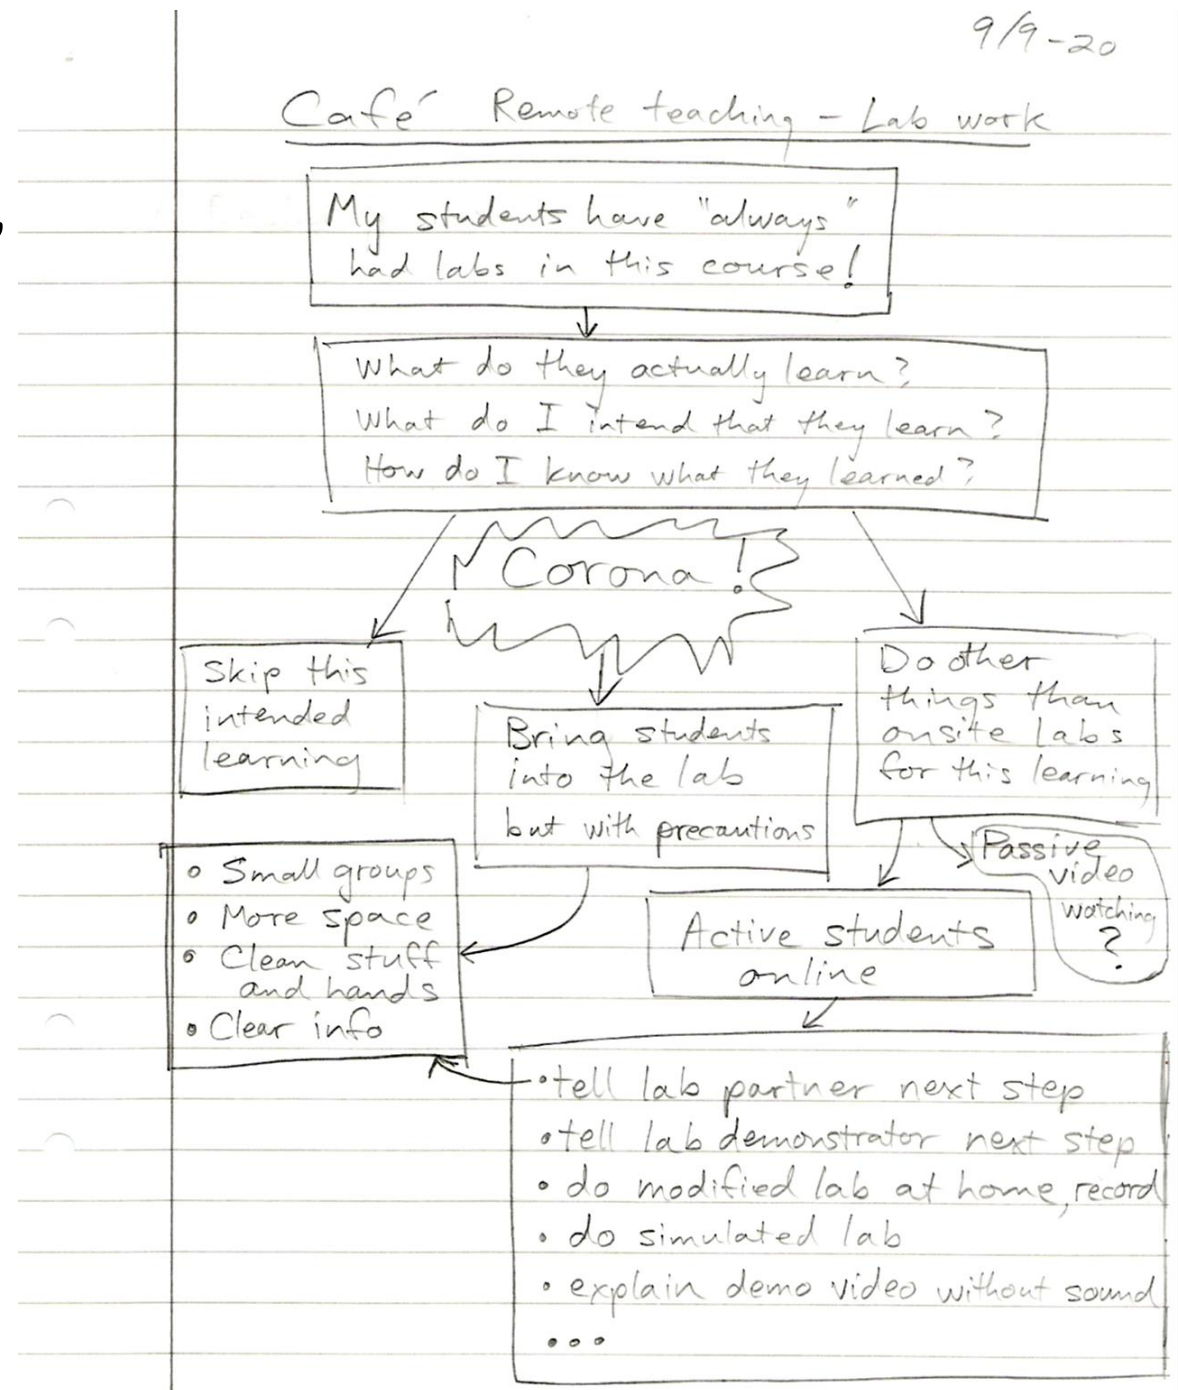 9/9-20
Café Remote teaching - Lab work
My students have "always"
had labs in this course!
What do they actually learn?
What do I intend that they learn?
How do I know what they learned?
Corona!
Skip this
intended
learning
Bring students
into the lab
but with precautions
Do other
things than
onsite labs
for this learning
• Small groups
• More space
• Clean stuff
and hands
• Clear info
Passive
video
watching
?
Active students
online
• tell lab partner next step
• tell lab demonstrator next step
• do modified lab at home, record
• do simulated lab
• explain demo video without sound
•••